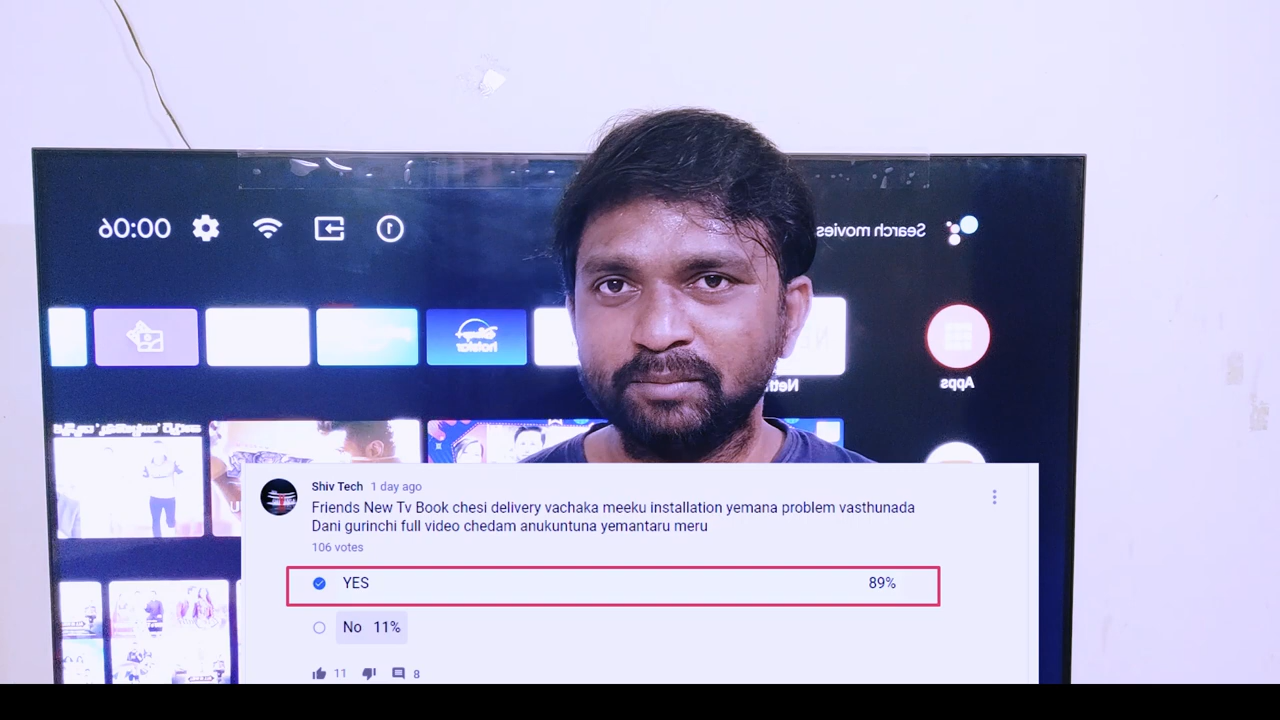 00:06
Search movies
Disney+
hotstar
Apps
Shiv Tech 1 day ago
Friends New Tv Book chesi delivery vachaka meeku installation yemana problem vasthunada
Dani gurinchi full video chedam anukuntuna yemantaru meru
106 votes
YES 89%
No 11%
11 8